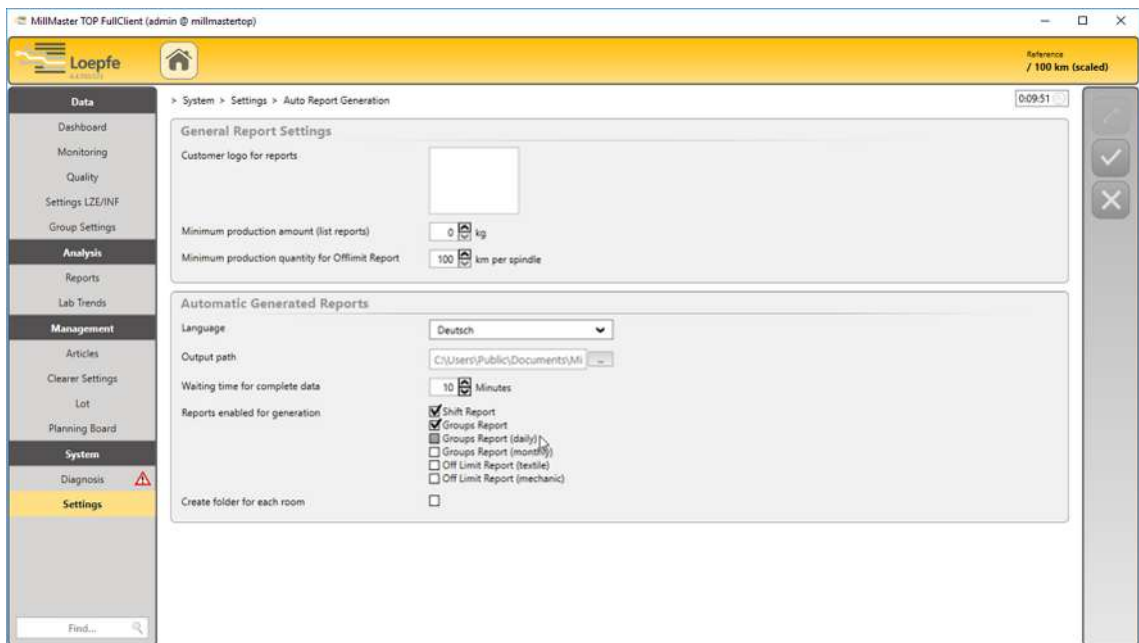 MillMaster TOP FullClient (admin @ millmastertop)
Loepfe
Reference
/ 100 km (scaled)
> System > Settings > Auto Report Generation
0:09:51
Data
Dashboard
Monitoring
Quality
Settings LZE/INF
Group Settings
Analysis
Reports
Lab Trends
Management
Articles
Clearer Settings
Lot
Planning Board
System
Diagnosis
Settings
Find...
General Report Settings
Customer logo for reports
Minimum production amount (list reports) 0 kg
Minimum production quantity for Offlimit Report 100 km per spindle
Automatic Generated Reports
Language Deutsch
Output path C:\Users\Public\Documents\Mi ...
Waiting time for complete data 10 Minutes
Reports enabled for generation Shift Report
Groups Report
Groups Report (daily)
Groups Report (monthly)
Off Limit Report (textile)
Off Limit Report (mechanic)
Create folder for each room